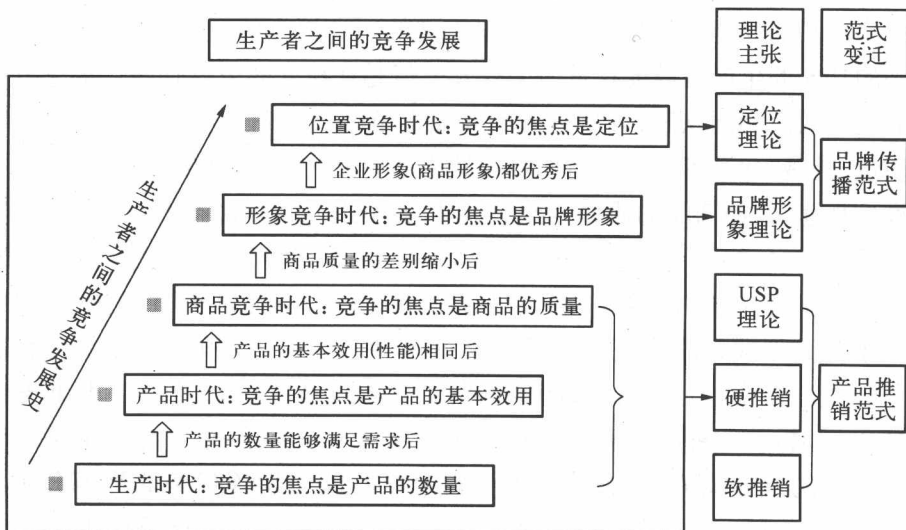 生产者之间的竞争发展
理论
主张
范式
变迁
位置竞争时代:竞争的焦点是定位
企业形象(商品形象)都优秀后
形象竞争时代:竞争的焦点是品牌形象
商品质量的差别缩小后
商品竞争时代:竞争的焦点是商品的质量
产品的基本效用(性能)相同后
产品时代:竞争的焦点是产品的基本效用
产品的数量能够满足需求后
生产时代:竞争的焦点是产品的数量
生产者之间的竞争发展史
定位
理论
品牌形
象理论
USP
理论
硬推销
软推销
品牌传
播范式
产品推
销范式